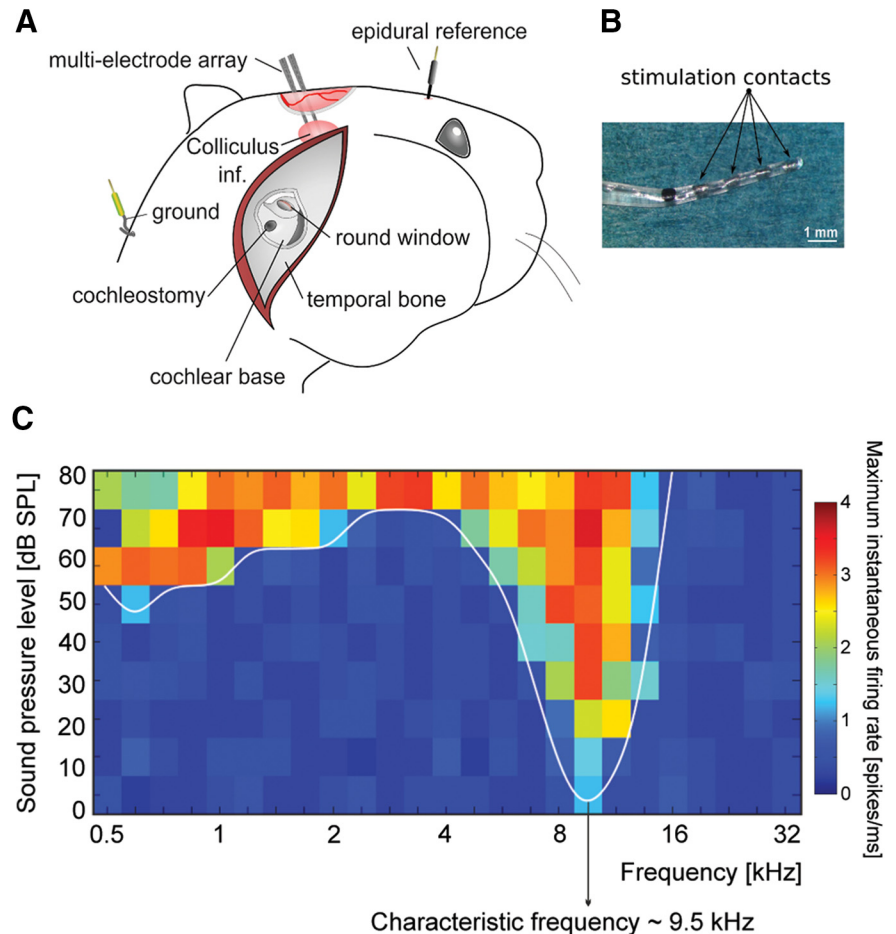 A
epidural reference
multi-electrode array
Colliculus
inf.
ground
round window
cochleostomy
temporal bone
cochlear base
B
stimulation contacts
1 mm
C
Sound pressure level [dB SPL]
80
70
60
50
40
30
20
10
0
0.5 1 2 4 8 16 32
Frequency [kHz]
Characteristic frequency ~ 9.5 kHz
4
3
2
1
0
Maximum instantaneous firing rate [spikes/ms]